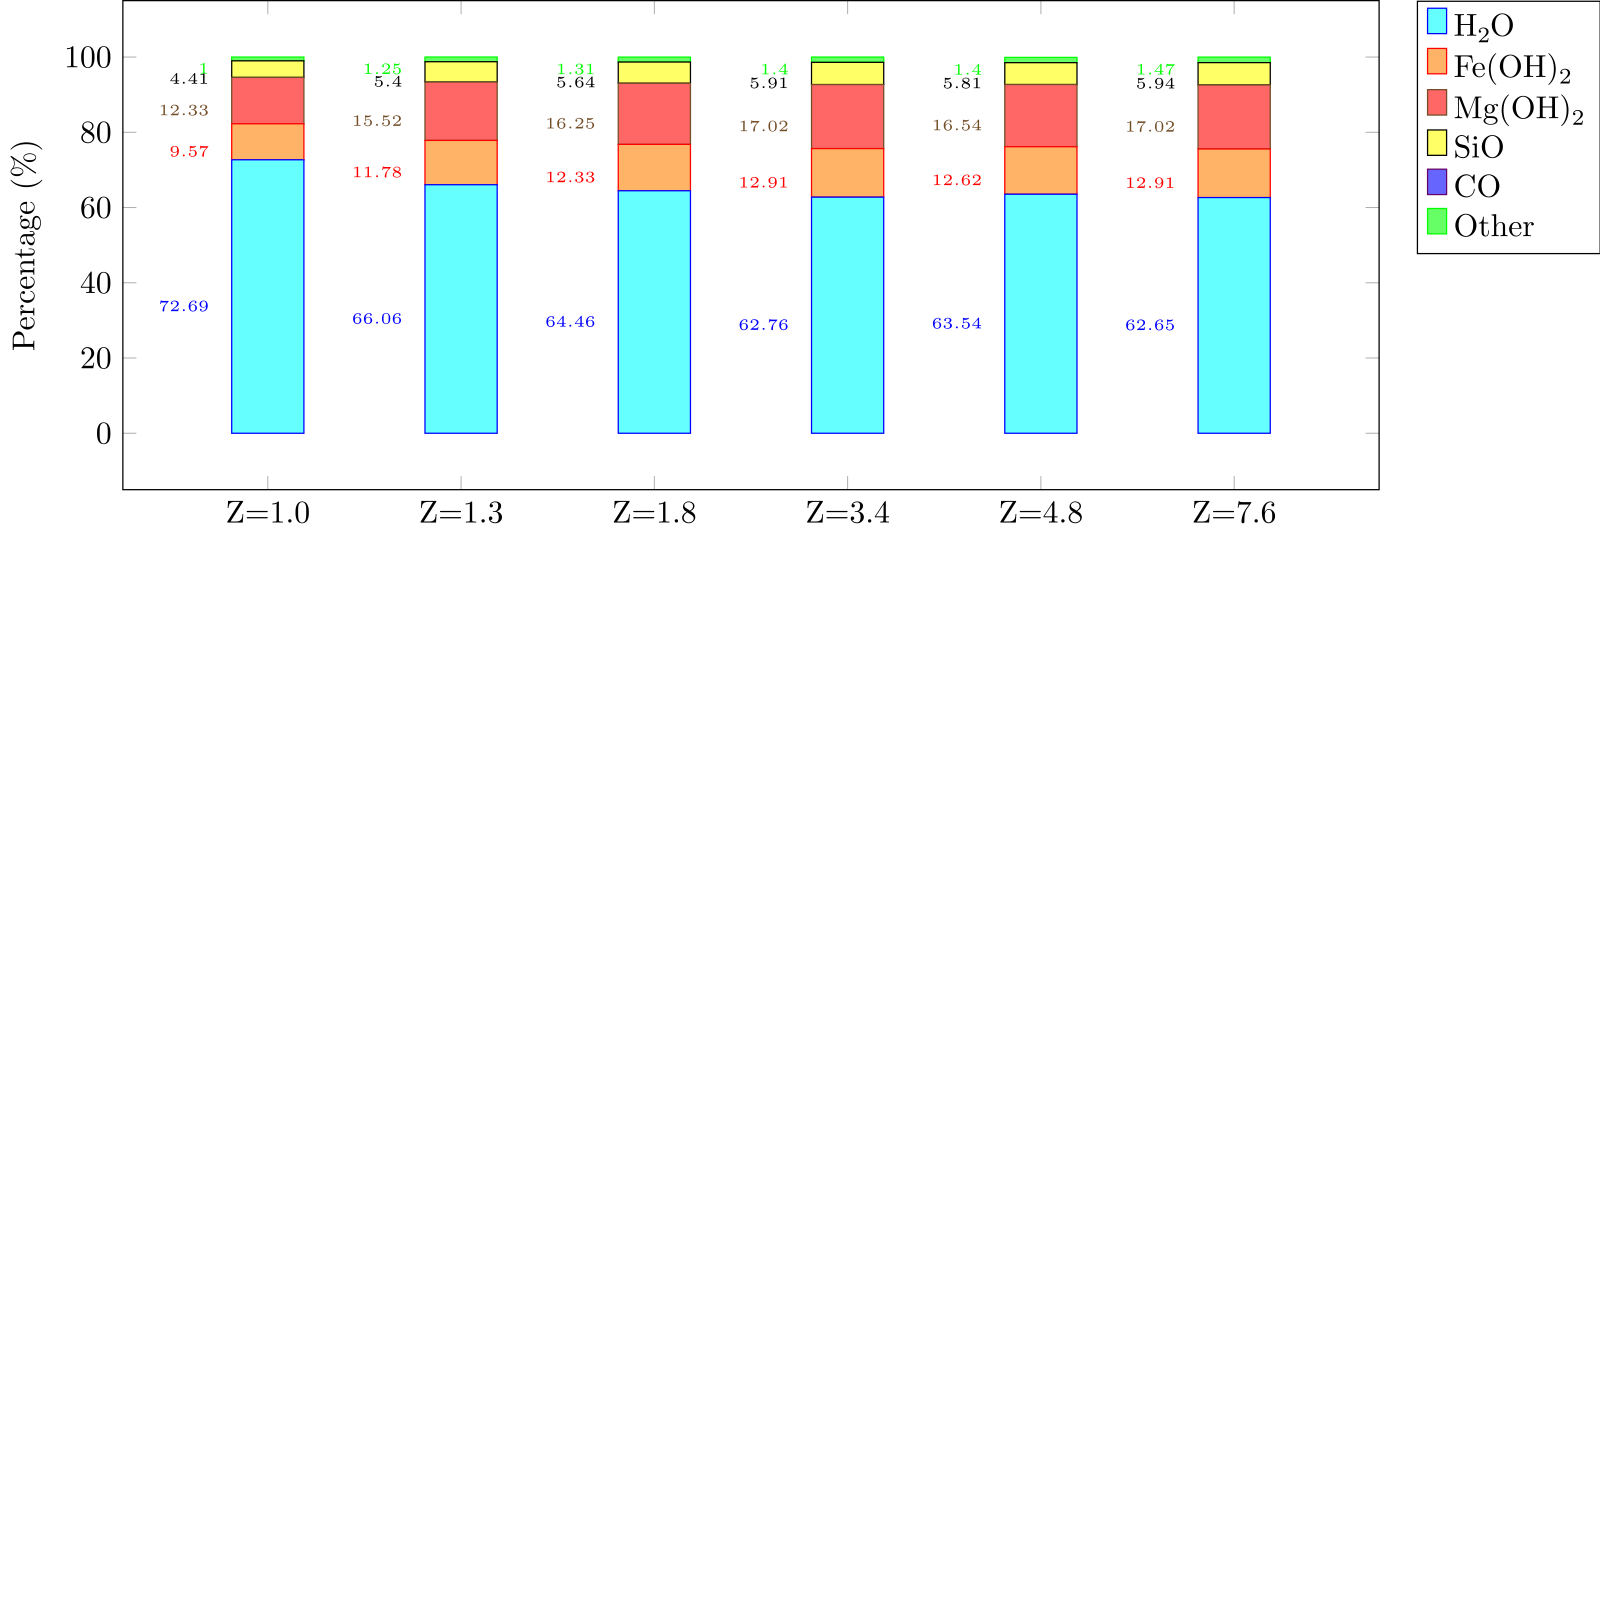 Percentage (%)
100
80
60
40
20
0
1
4.41
12.33
9.57
72.69
1.25
5.4
15.52
11.78
66.06
1.31
5.64
16.25
12.33
64.46
1.4
5.91
17.02
12.91
62.76
1.4
5.81
16.54
12.62
63.54
1.47
5.94
17.02
12.91
62.65
Z=1.0
Z=1.3
Z=1.8
Z=3.4
Z=4.8
Z=7.6
H₂O
Fe(OH)₂
Mg(OH)₂
SiO
CO
Other